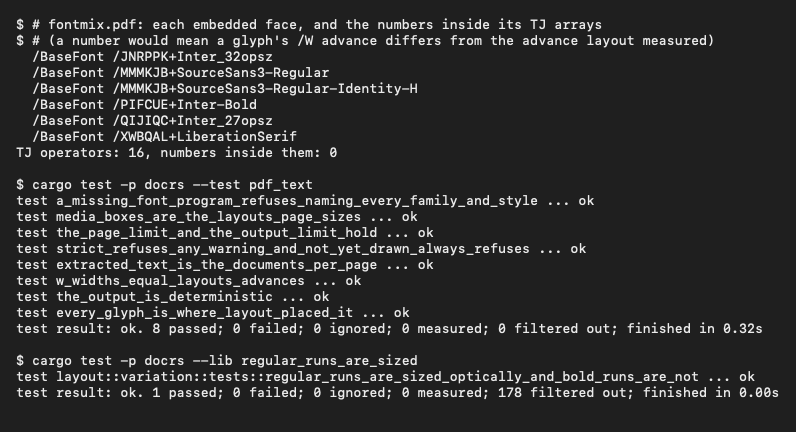 $ # fontmix.pdf: each embedded face, and the numbers inside its TJ arrays
$ # (a number would mean a glyph's /W advance differs from the advance layout measured)
  /BaseFont /JNRPPK+Inter_32opsz
  /BaseFont /MMMKJB+SourceSans3-Regular
  /BaseFont /MMMKJB+SourceSans3-Regular-Identity-H
  /BaseFont /PIFCUE+Inter-Bold
  /BaseFont /QIJIQC+Inter_27opsz
  /BaseFont /XWBQAL+LiberationSerif
TJ operators: 16, numbers inside them: 0
$ cargo test -p docrs --test pdf_text
test a_missing_font_program_refuses_naming_every_family_and_style ... ok
test media_boxes_are_the_layouts_page_sizes ... ok
test the_page_limit_and_the_output_limit_hold ... ok
test strict_refuses_any_warning_and_not_yet_drawn_always_refuses ... ok
test extracted_text_is_the_documents_per_page ... ok
test w_widths_equal_layouts_advances ... ok
test the_output_is_deterministic ... ok
test every_glyph_is_where_layout_placed_it ... ok
test result: ok. 8 passed; 0 failed; 0 ignored; 0 measured; 0 filtered out; finished in 0.32s
$ cargo test -p docrs --lib regular_runs_are_sized
test layout::variation::tests::regular_runs_are_sized_optically_and_bold_runs_are_not ... ok
test result: ok. 1 passed; 0 failed; 0 ignored; 0 measured; 178 filtered out; finished in 0.00s